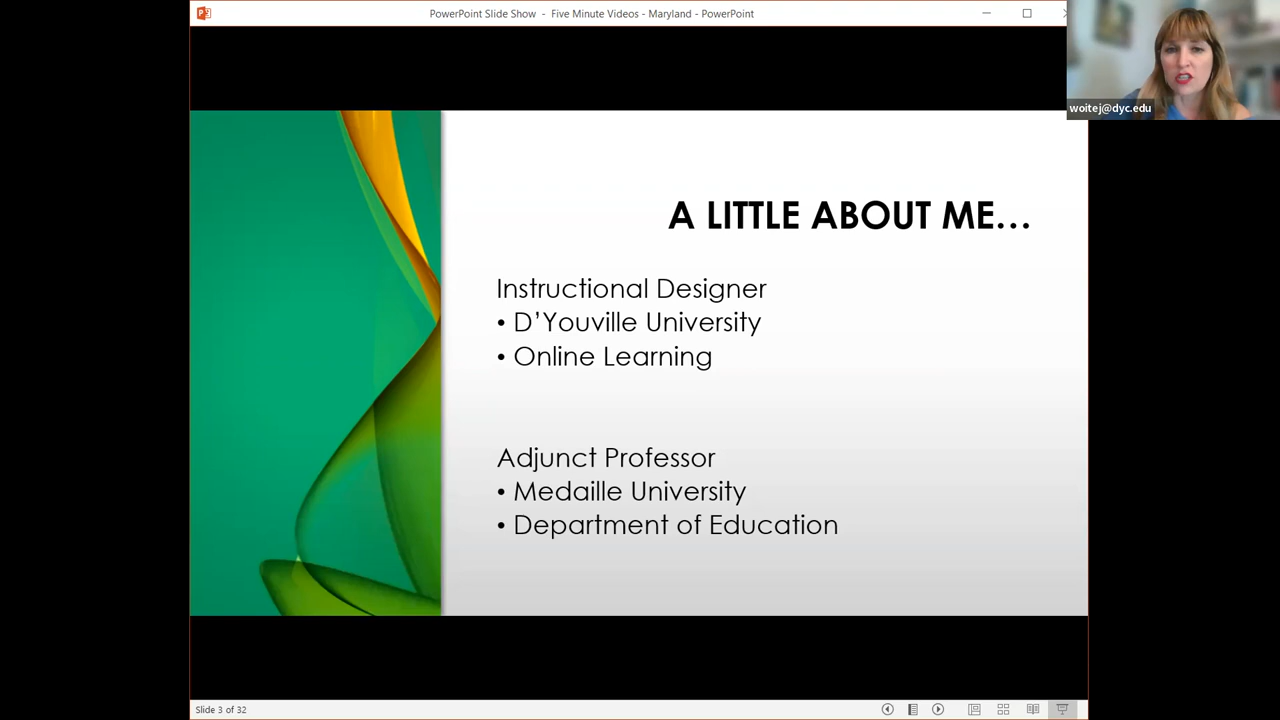 PowerPoint Slide Show - Five Minute Videos - Maryland - PowerPoint
woitej@dyc.edu
A LITTLE ABOUT ME...
Instructional Designer
• D’Youville University
• Online Learning
Adjunct Professor
• Medaille University
• Department of Education
Slide 3 of 32